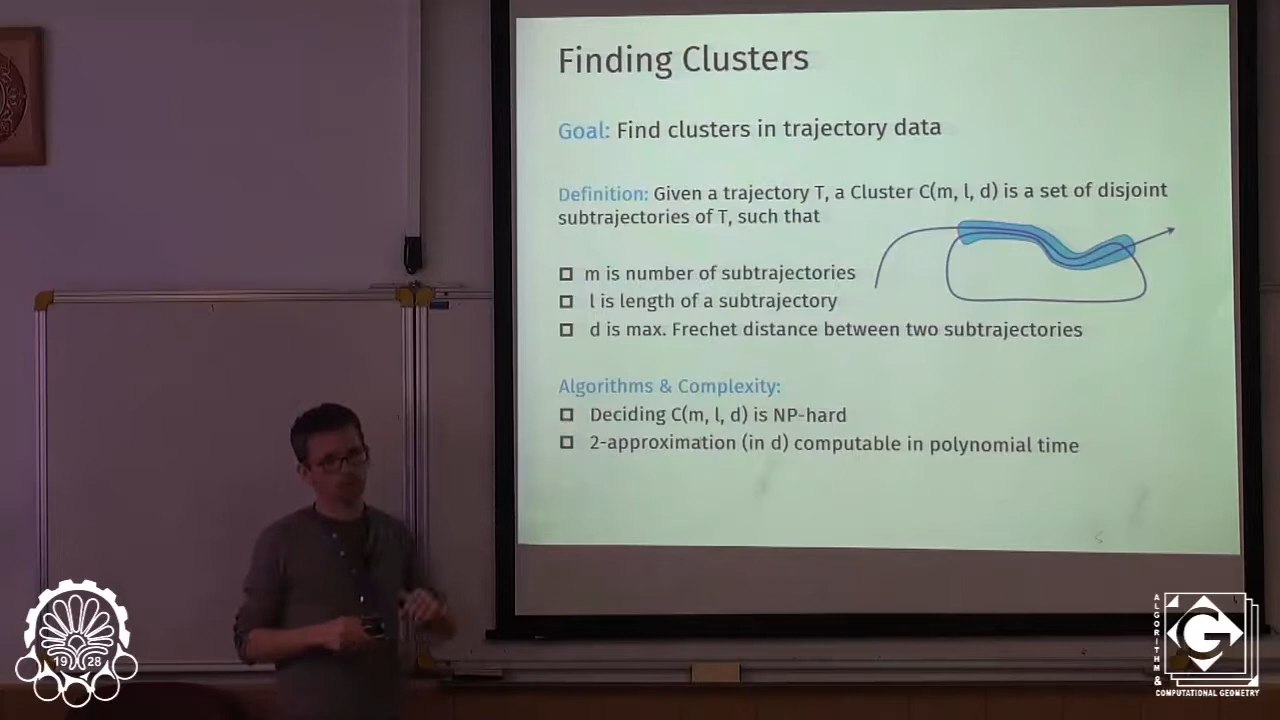 Finding Clusters
Goal: Find clusters in trajectory data
Definition: Given a trajectory T, a Cluster C(m, l, d) is a set of disjoint
subtrajectories of T, such that
m is number of subtrajectories
l is length of a subtrajectory
d is max. Frechet distance between two subtrajectories
Algorithms & Complexity:
Deciding C(m, l, d) is NP-hard
2-approximation (in d) computable in polynomial time
19 28
ALGORITHM &
G
COMPUTATIONAL GEOMETRY